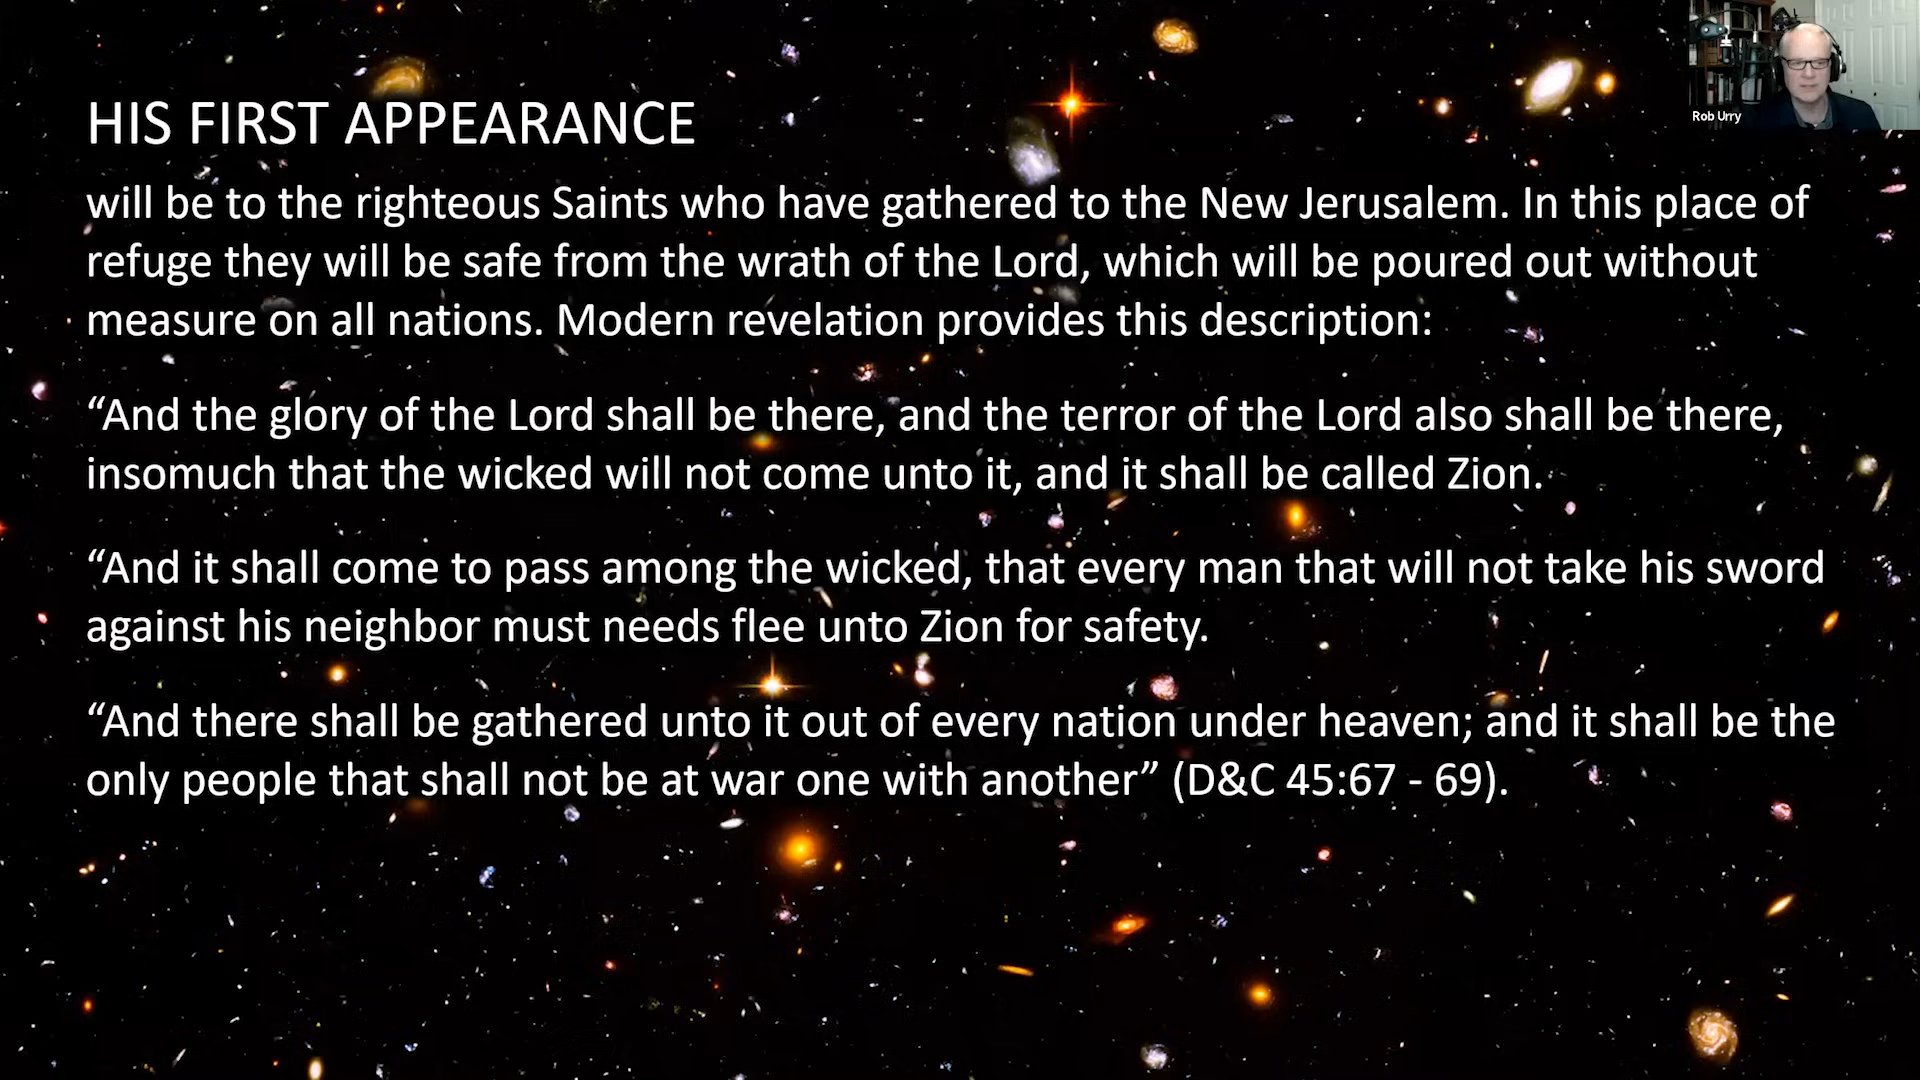 Rob Urry
HIS FIRST APPEARANCE
will be to the righteous Saints who have gathered to the New Jerusalem. In this place of
refuge they will be safe from the wrath of the Lord, which will be poured out without
measure on all nations. Modern revelation provides this description:
“And the glory of the Lord shall be there, and the terror of the Lord also shall be there,
insomuch that the wicked will not come unto it, and it shall be called Zion.
“And it shall come to pass among the wicked, that every man that will not take his sword
against his neighbor must needs flee unto Zion for safety.
“And there shall be gathered unto it out of every nation under heaven; and it shall be the
only people that shall not be at war one with another” (D&C 45:67 - 69).